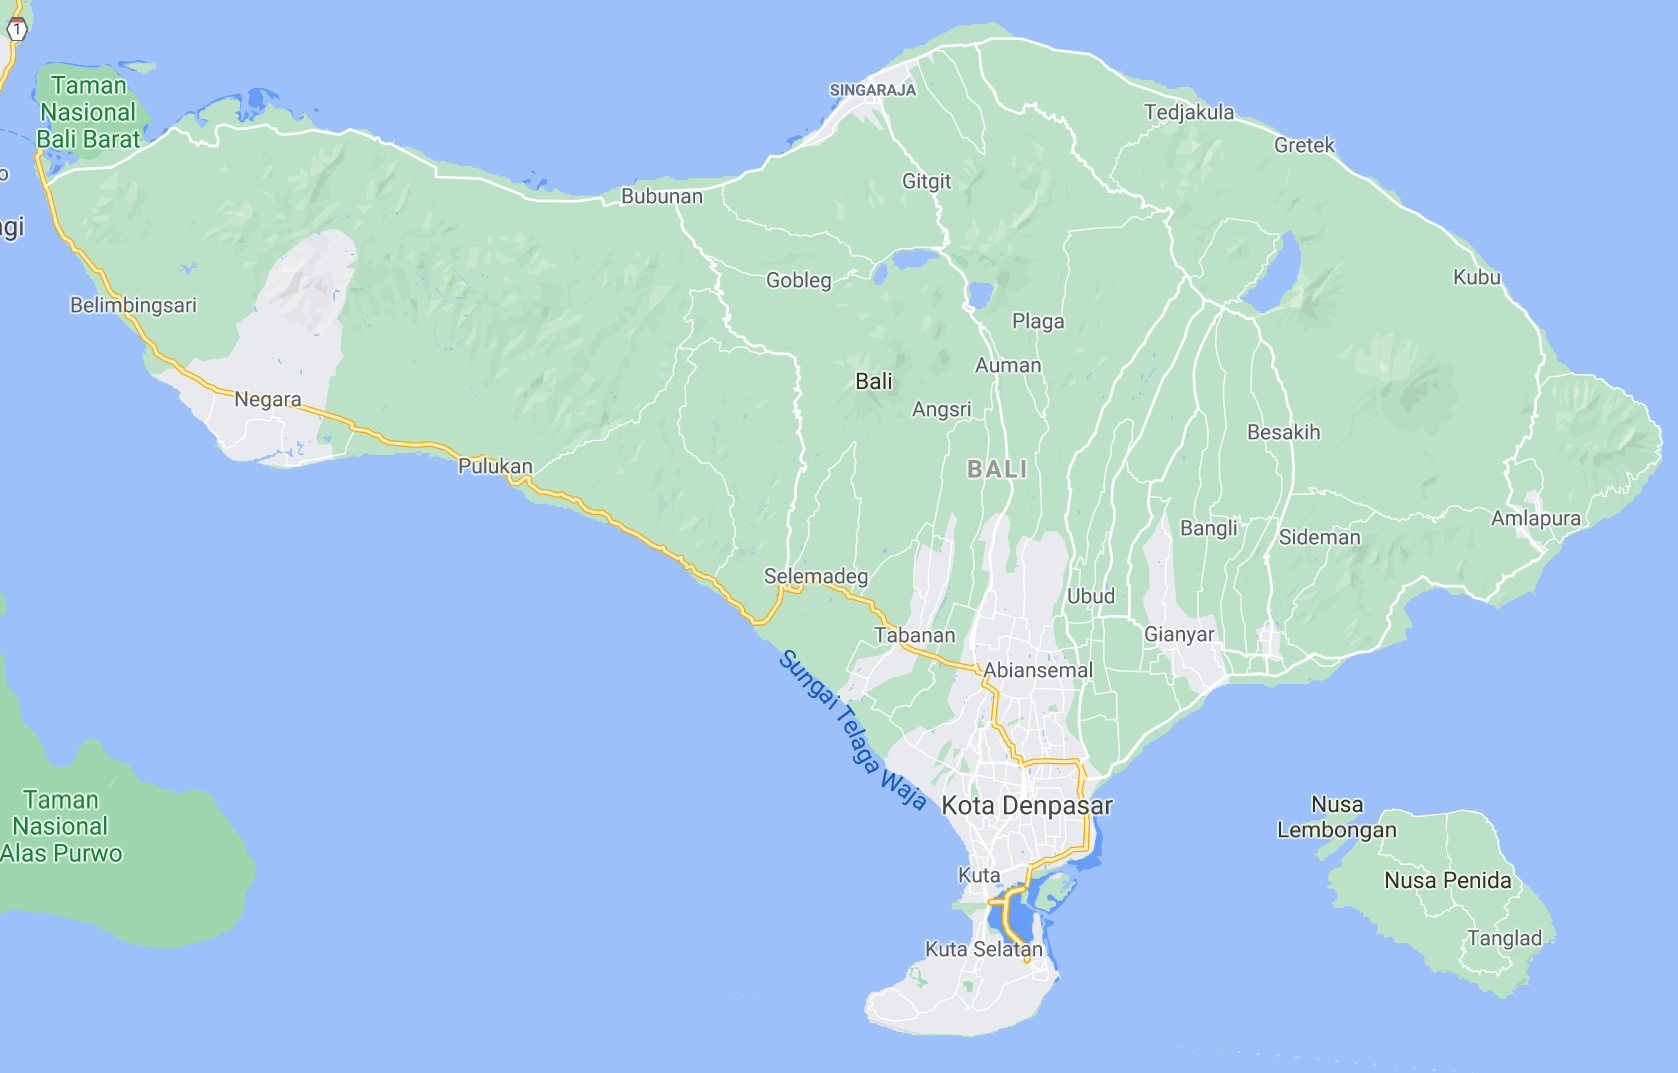 1
Taman
Nasional
Bali Barat
SINGARAJA
Tedjakula
Gretek
Gitgit
Bubunan
Gobleg
Kubu
Belimbingsari
Plaga
Auman
Bali
Negara
Angsri
Besakih
Pulukan
BALI
Amlapura
Bangli
Sideman
Selemadeg
Ubud
Tabanan
Gianyar
Abiansemal
Sungai Telaga Waja
Taman
Nasional
Alas Purwo
Kota Denpasar
Nusa
Lembongan
Kuta
Nusa Penida
Kuta Selatan
Tanglad